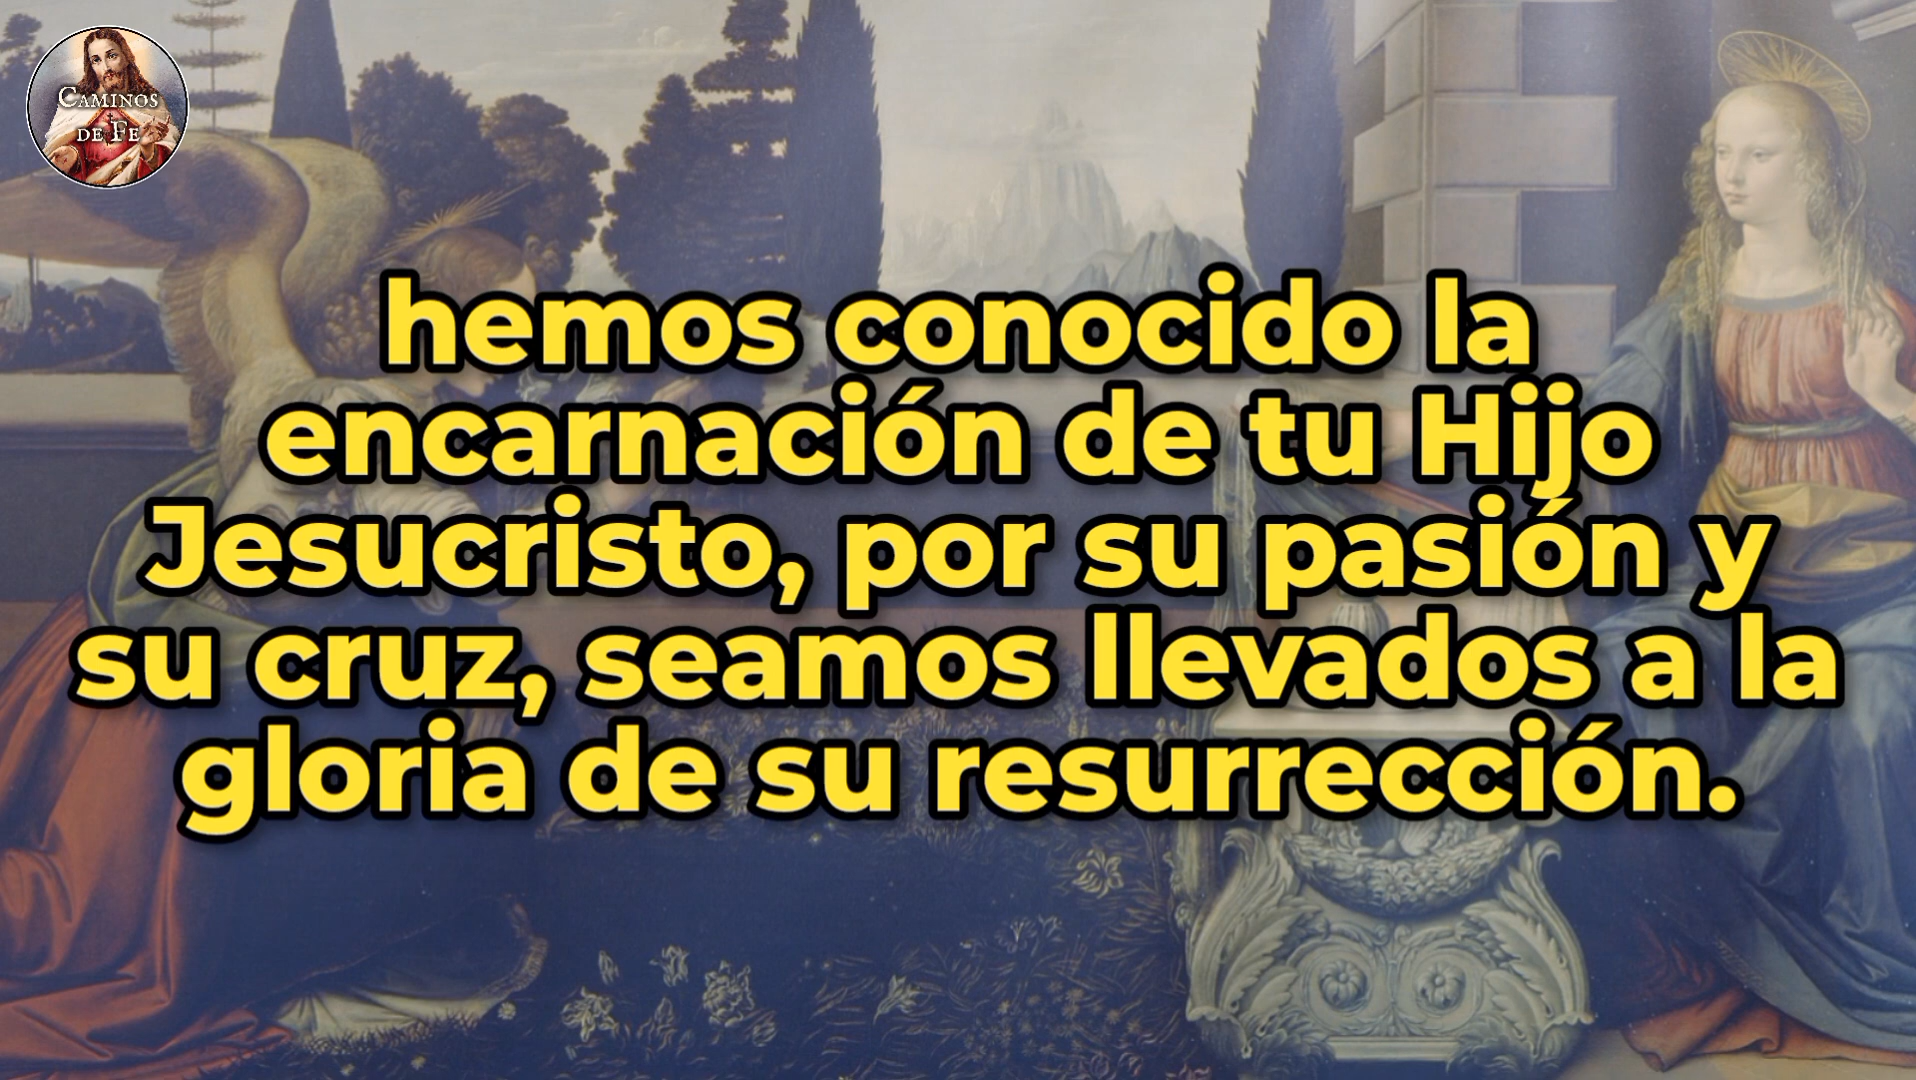 CAMINOS
DE FE
hemos conocido la
encarnación de tu Hijo
Jesucristo, por su pasión y
su cruz, seamos llevados a la
gloria de su resurrección.